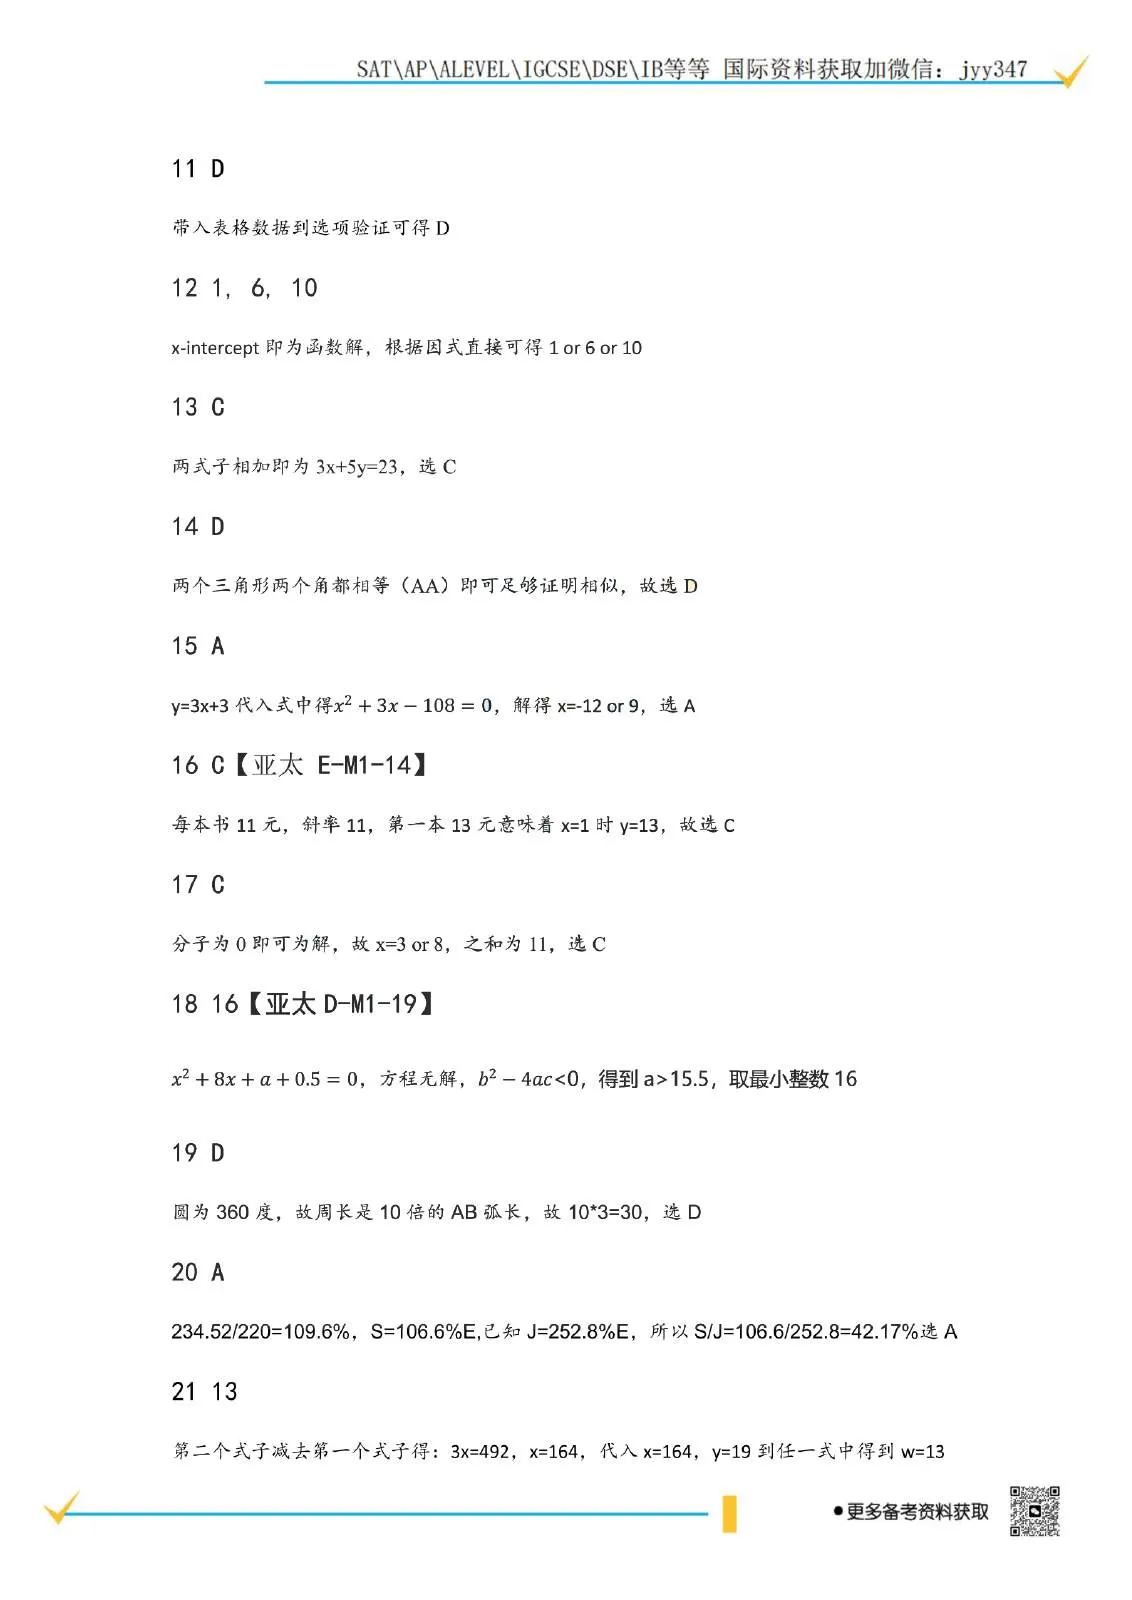 SAT\AP\ALEVEL\IGCSE\DSE\IB等等 国际资料获取加微信：jyy347
11 D
带入表格数据到选项验证可得 D
12 1, 6, 10
x-intercept 即为函数解，根据因式直接可得 1 or 6 or 10
13 C
两式子相加即为 3x+5y=23，选 C
14 D
两个三角形两个角都相等（AA）即可足够证明相似，故选 D
15 A
y=3x+3 代入式中得x² + 3x − 108 = 0，解得 x=-12 or 9，选 A
16 C【亚太 E-M1-14】
每本书 11 元，斜率 11，第一本 13 元意味着 x=1 时 y=13，故选 C
17 C
分子为 0 即可为解，故 x=3 or 8，之和为 11，选 C
18 16【亚太 D-M1-19】
x² + 8x + a + 0.5 = 0，方程无解，b² − 4ac<0，得到 a>15.5，取最小整数 16
19 D
圆为 360 度，故周长是 10 倍的 AB 弧长，故 10*3=30，选 D
20 A
234.52/220=109.6%，S=106.6%E,已知 J=252.8%E，所以 S/J=106.6/252.8=42.17%选 A
21 13
第二个式子减去第一个式子得：3x=492，x=164，代入 x=164，y=19 到任一式中得到 w=13
●更多备考资料获取